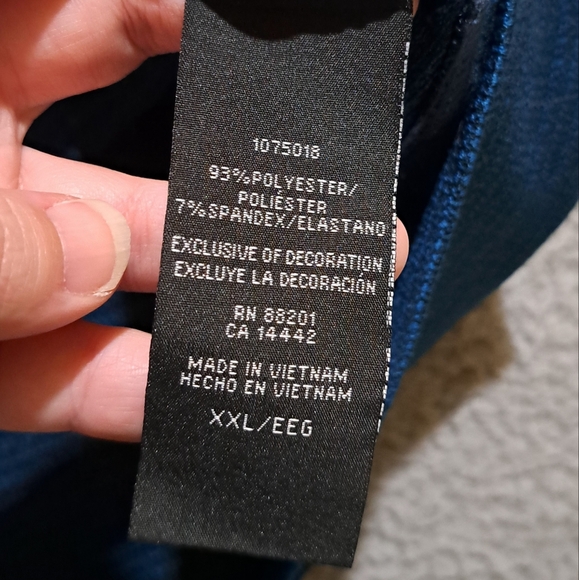 1075018
93%POLYESTER/
POLIÉSTER
7%SPANDEX/ELASTANO
EXCLUSIVE OF DECORATION
EXCLUYE LA DECORACIÓN
RN 88201
CA 14442
MADE IN VIETNAM
HECHO EN VIETNAM
XXL/EEG